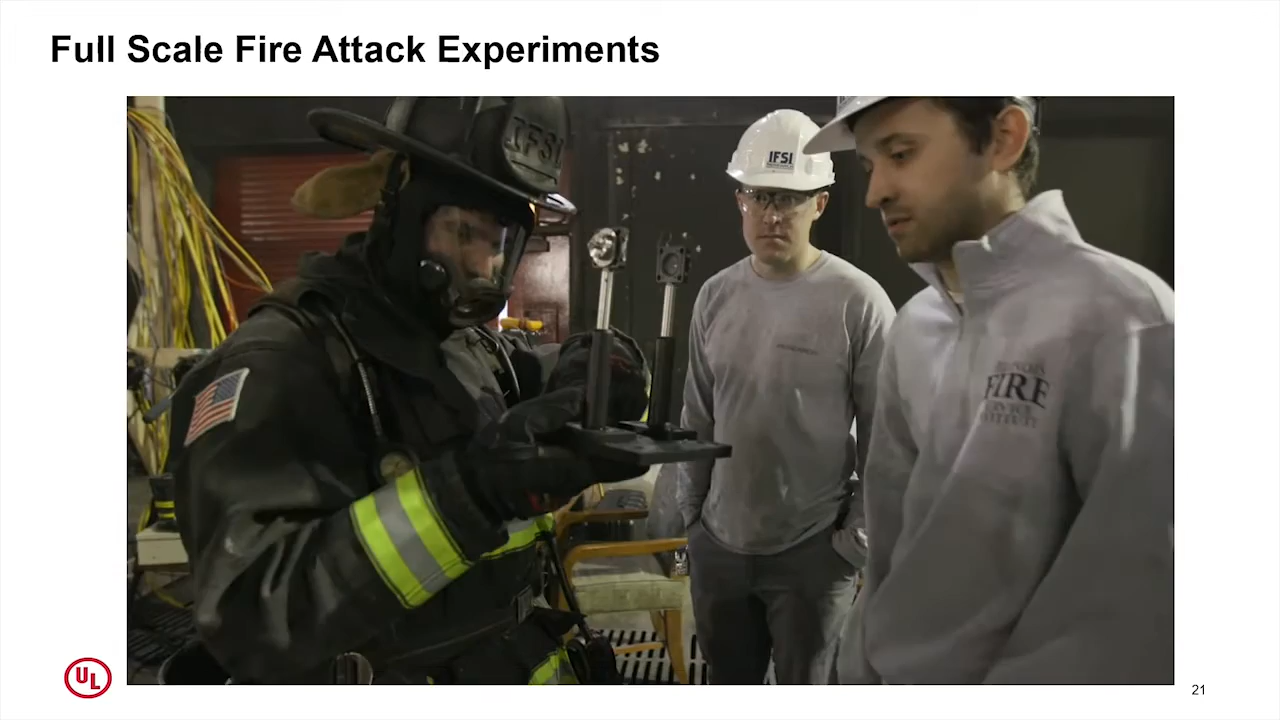 Full Scale Fire Attack Experiments
IFSI
IFSI
FIRE
UL
21